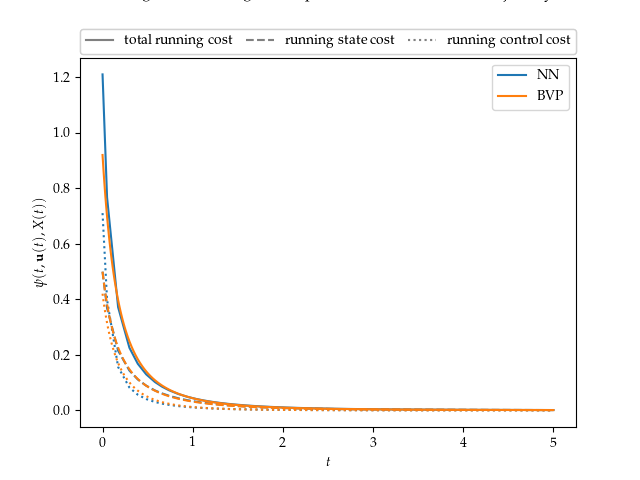 total running cost running state cost running control cost
NN
BVP
1.2
1.0
0.8
0.6
0.4
0.2
0.0
ψ(t, u(t), X(t))
0 1 2 3 4 5
t